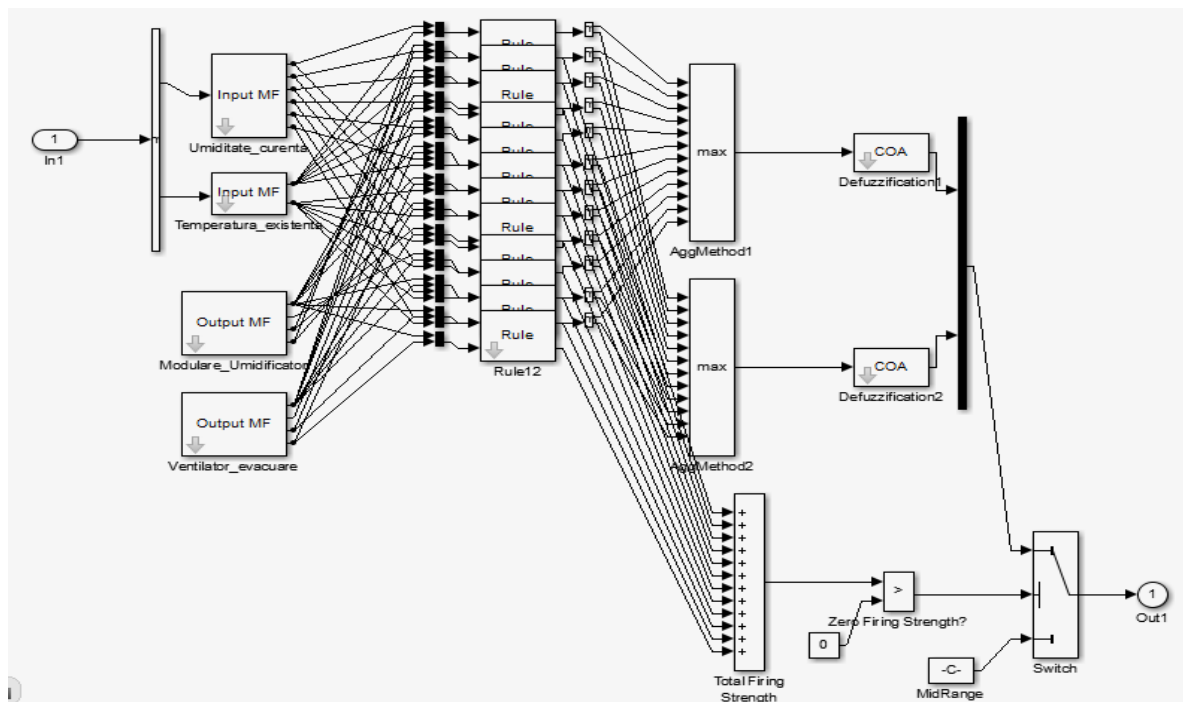 1
In1
Input MF
Umiditate_curenta
Input MF
Temperatura_existenta
Output MF
Modulare_Umidificator
Output MF
Ventilator_evacuare
Rule
Rule
Rule
Rule
Rule
Rule
Rule
Rule
Rule
Rule
Rule
Rule
Rule12
max
AggMethod1
max
AggMethod2
COA
Defuzzification1
COA
Defuzzification2
+
+
+
+
+
+
+
+
+
+
+
+
Total Firing
Strength
>
Zero Firing Strength?
0
-C-
MidRange
Switch
1
Out1